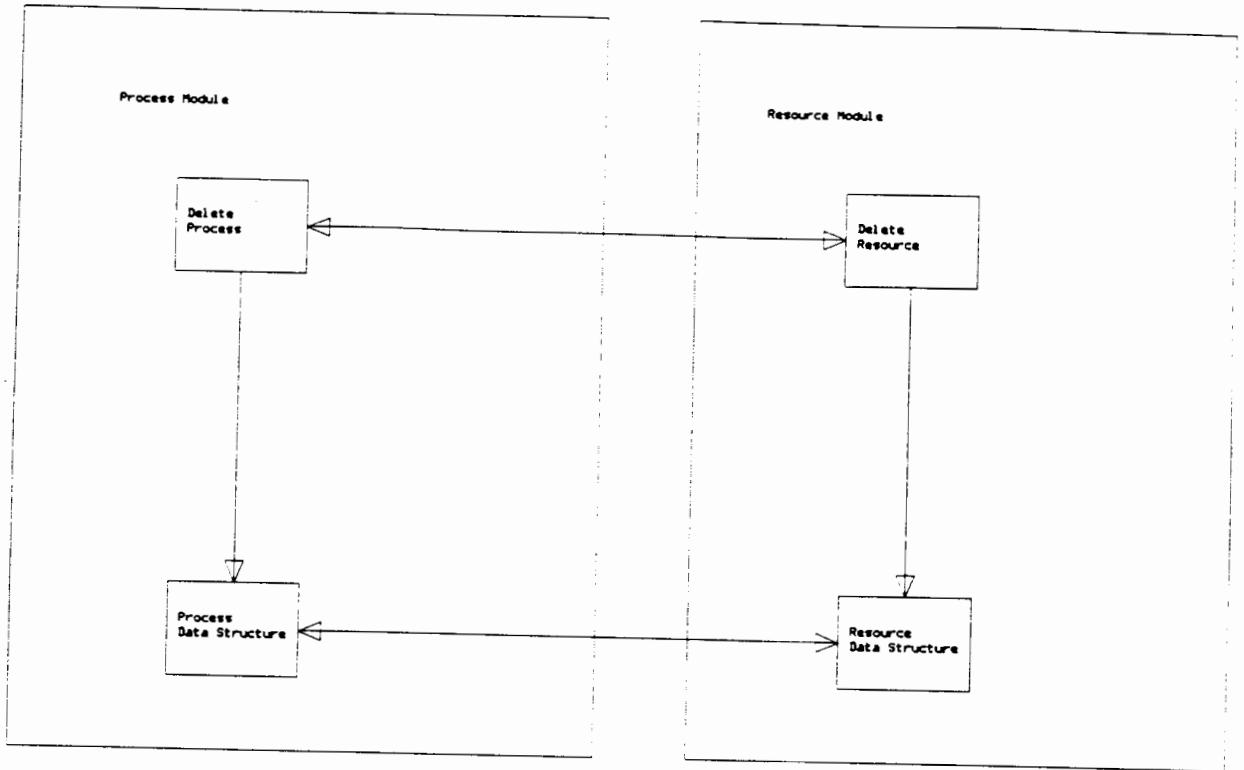 Process Module
Resource Module
Delete
Process
Delete
Resource
Process
Data Structure
Resource
Data Structure